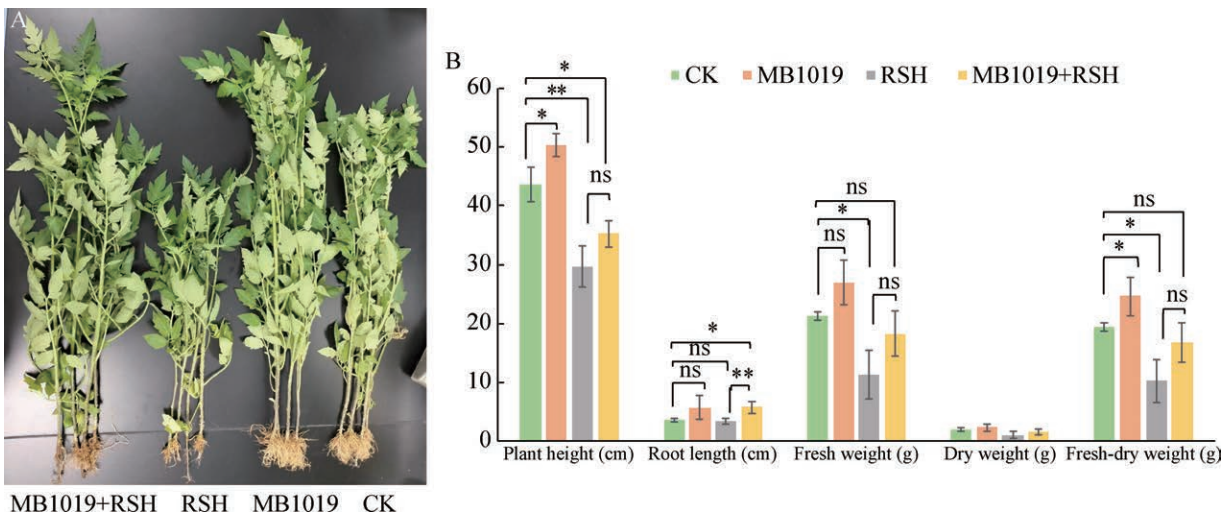 A
MB1019+RSH RSH MB1019 CK
B
CK MB1019 RSH MB1019+RSH
60
50
40
30
20
10
0
*
**
*
ns
*
ns
ns
**
ns
*
ns
ns
ns
*
*
ns
Plant height (cm) Root length (cm) Fresh weight (g) Dry weight (g) Fresh-dry weight (g)